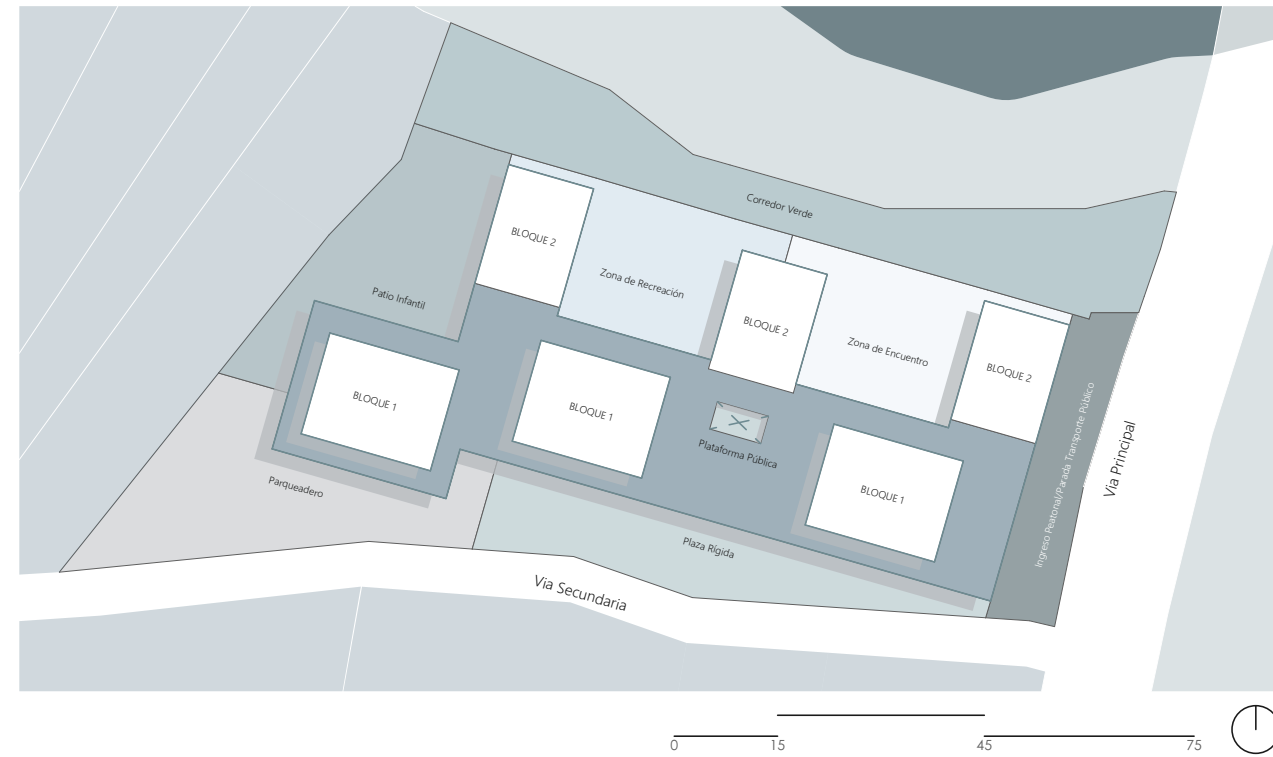 Corredor Verde
BLOQUE 2
Zona de Recreación
Patio Infantil
BLOQUE 2
Zona de Encuentro
BLOQUE 2
BLOQUE 1
BLOQUE 1
Plataforma Pública
BLOQUE 1
Parqueadero
Plaza Rígida
Ingreso Peatonal/Parada Transporte Público
Via Principal
Via Secundaria
0 15 45 75